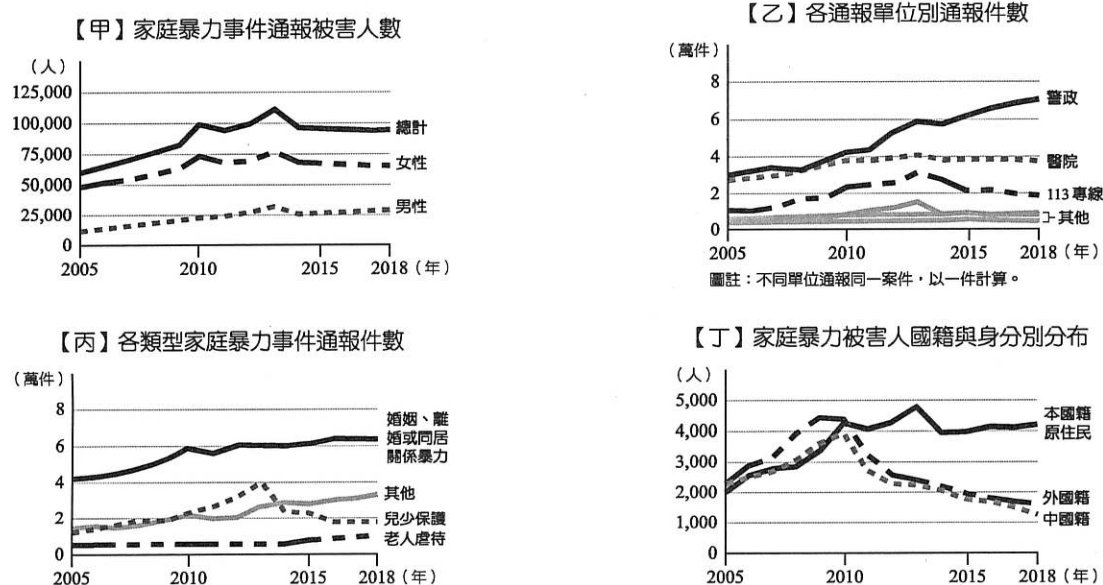 【甲】家庭暴力事件通報被害人數
（人）
125,000
100,000
75,000
50,000
25,000
0
總計
女性
男性
2005 2010 2015 2018（年）
【乙】各通報單位別通報件數
（萬件）
8
6
4
2
0
警政
醫院
113 專線
其他
2005 2010 2015 2018（年）
圖註：不同單位通報同一案件，以一件計算。
【丙】各類型家庭暴力事件通報件數
（萬件）
8
6
4
2
0
婚姻、離
婚或同居
關係暴力
其他
兒少保護
老人虐待
2005 2010 2015 2018（年）
【丁】家庭暴力被害人國籍與身分別分布
（人）
5,000
4,000
3,000
2,000
1,000
0
本國籍
原住民
外國籍
中國籍
2005 2010 2015 2018（年）